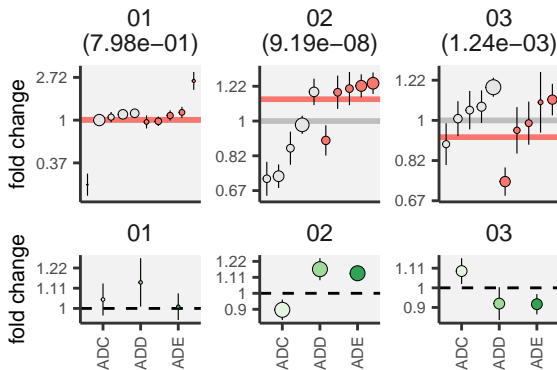 01
(7.98e−01)
02
(9.19e−08)
03
(1.24e−03)
fold change
2.72
1
0.37
1.22
1
0.82
0.67
1.22
1
0.82
0.67
01
02
03
fold change
1.22
1.11
1
1.22
1.11
1
0.9
1.11
1
0.9
ADC
ADD
ADE
ADC
ADD
ADE
ADC
ADD
ADE